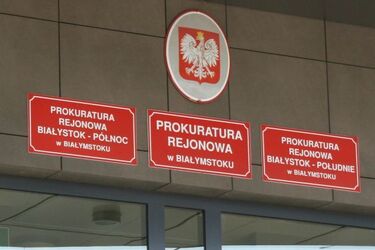 PROKURATURA
REJONOWA
BIAŁYSTOK - PÓŁNOC
w BIAŁYMSTOKU
PROKURATURA
REJONOWA
w BIAŁYMSTOKU
PROKURATURA
REJONOWA
BIAŁYSTOK - POŁUDNIE
w BIAŁYMSTOKU